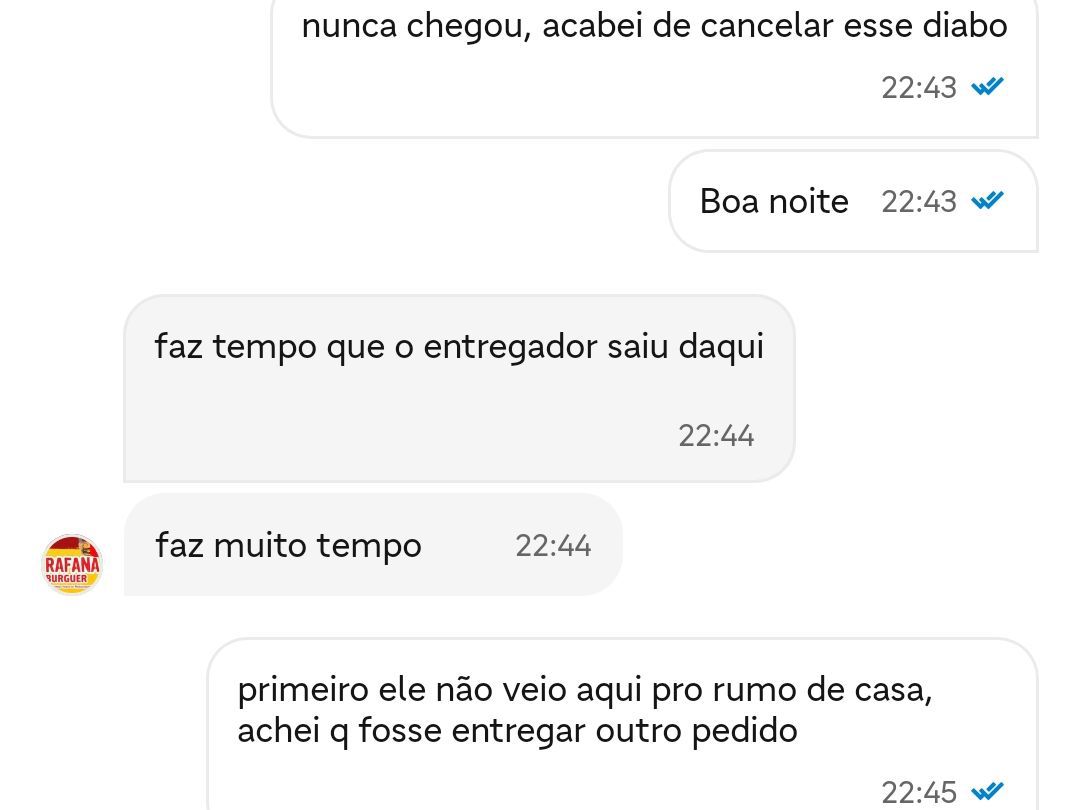 nunca chegou, acabei de cancelar esse diabo
22:43
Boa noite 22:43
faz tempo que o entregador saiu daqui
22:44
faz muito tempo 22:44
RAFANA
BURGUER
primeiro ele não veio aqui pro rumo de casa,
achei q fosse entregar outro pedido
22:45